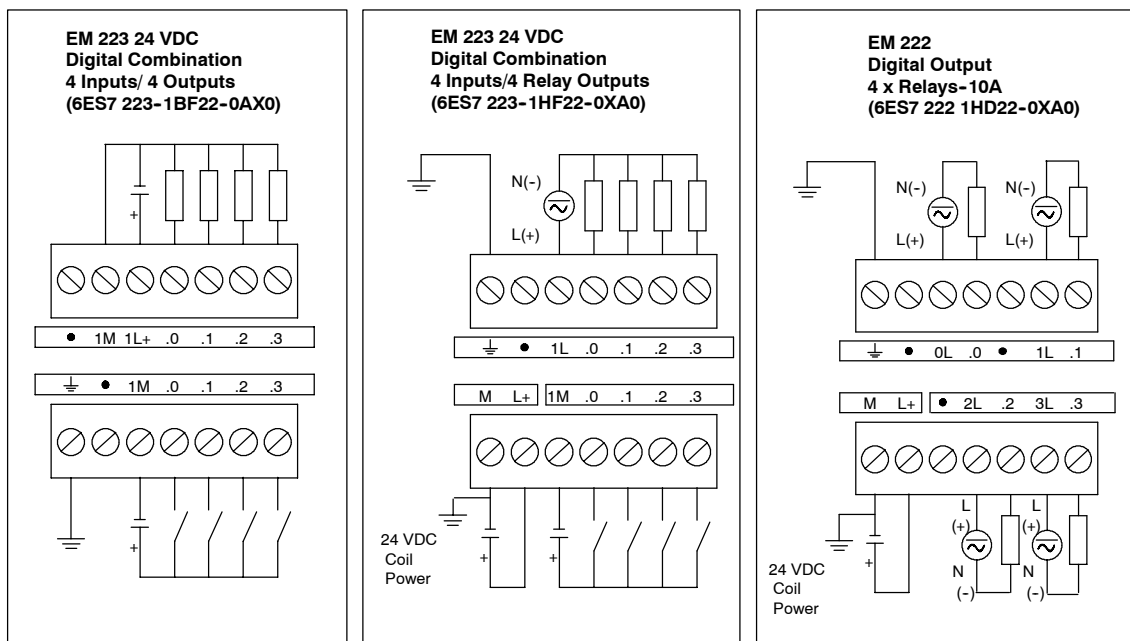 EM 223 24 VDC
Digital Combination
4 Inputs/ 4 Outputs
(6ES7 223-1BF22-0AX0)
+
● 1M 1L+ .0 .1 .2 .3
● 1M .0 .1 .2 .3
+
EM 223 24 VDC
Digital Combination
4 Inputs/4 Relay Outputs
(6ES7 223-1HF22-0XA0)
N(-)
L(+)
● 1L .0 .1 .2 .3
M L+ 1M .0 .1 .2 .3
24 VDC
Coil
Power
+ +
EM 222
Digital Output
4 x Relays-10A
(6ES7 222 1HD22-0XA0)
N(-) N(-)
L(+) L(+)
● 0L .0 ● 1L .1
M L+ ● 2L .2 3L .3
L L
(+) (+)
+
24 VDC
Coil
Power
N N
(-) (-)